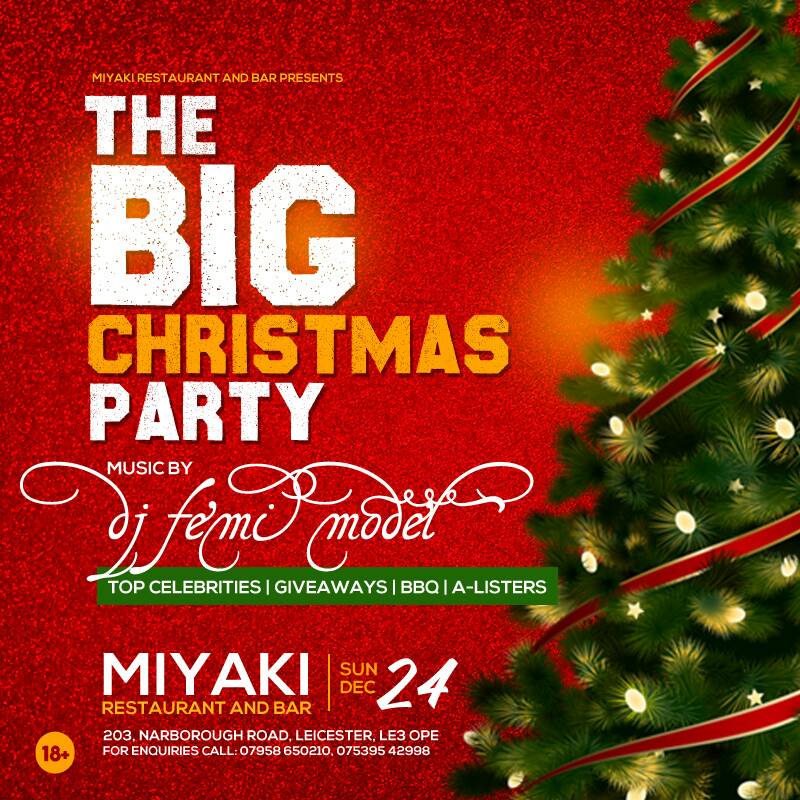 MIYAKI RESTAURANT AND BAR PRESENTS
THE
BIG
CHRISTMAS
PARTY
MUSIC BY
dj femi model
TOP CELEBRITIES | GIVEAWAYS | BBQ | A-LISTERS
MIYAKI
RESTAURANT AND BAR
SUN
DEC
24
203, NARBOROUGH ROAD, LEICESTER, LE3 OPE
FOR ENQUIRIES CALL: 07958 650210, 075395 42998
18+